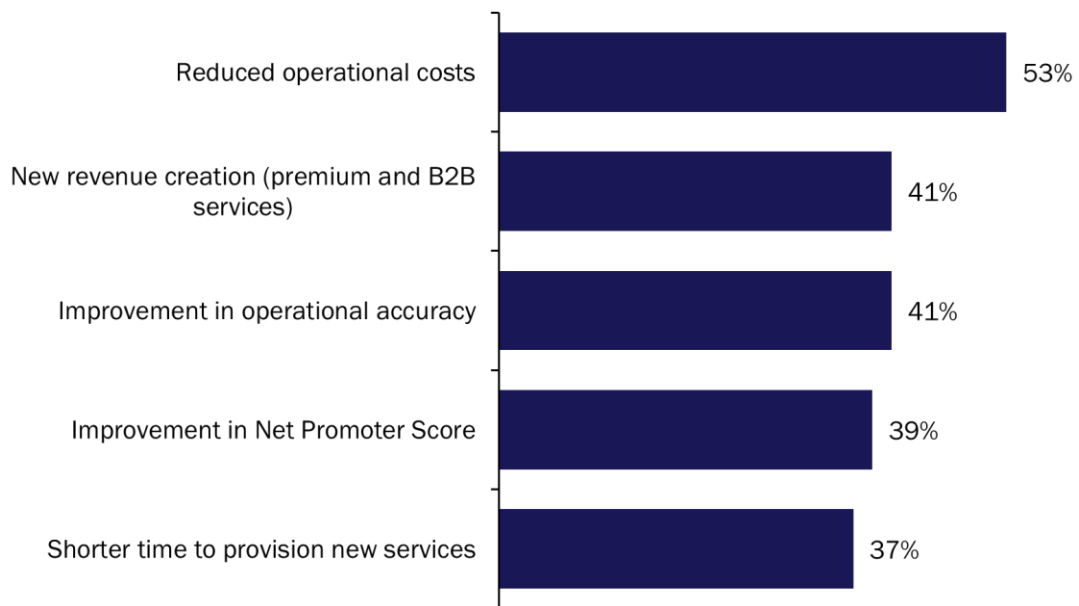 Reduced operational costs
53%
New revenue creation (premium and B2B
services)
41%
Improvement in operational accuracy
41%
Improvement in Net Promoter Score
39%
Shorter time to provision new services
37%